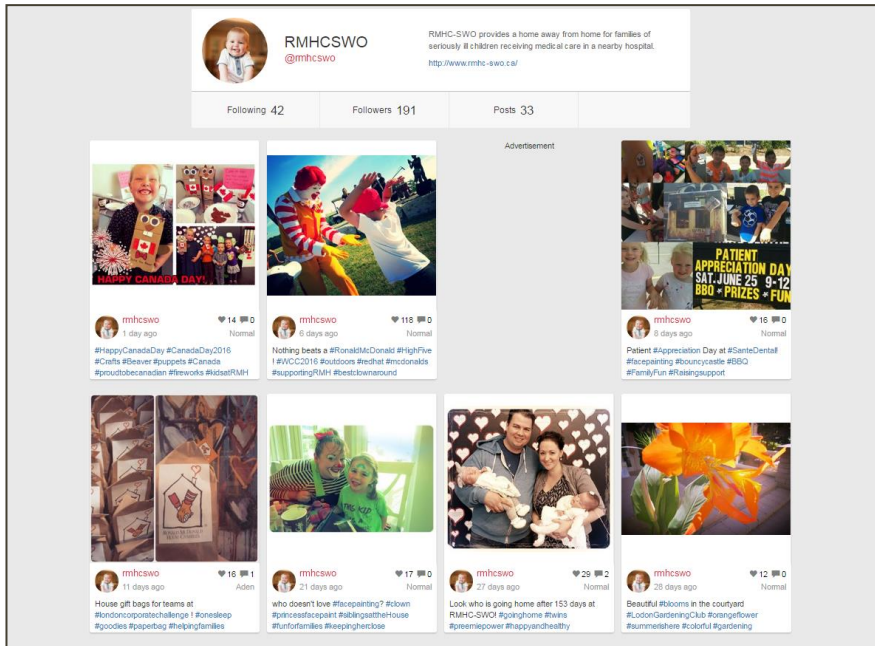 RMHCSWO
@rmhcswo
RMHC-SWO provides a home away from home for families of
seriously ill children receiving medical care in a nearby hospital.
http://www.rmhc-swo.ca/
Following 42
Followers 191
Posts 33
HAPPY CANADA DAY!
rmhcswo
14 0
1 day ago
Normal
#HappyCanadaDay #CanadaDay2016
#Crafts #Beaver #puppets #Canada
#proudtobecanadian #fireworks #kidsatRMH
rmhcswo
118 0
6 days ago
Normal
Nothing beats a #RonaldMcDonald #HighFive
! #WCC2016 #outdoors #redhat #mcdonalds
#supportingRMH #bestclownaround
Advertisement
PATIENT
APPRECIATION DAY
SAT. JUNE 25 9-12
BBQ * PRIZES * FUN
rmhcswo
16 0
8 days ago
Normal
Patient #Appreciation Day at #SanteDental!
#facepainting #bouncycastle #BBQ
#FamilyFun #Raisingsupport
rmhcswo
16 1
11 days ago
Aden
House gift bags for teams at
#londoncorporatechallenge ! #onesleep
#goodies #paperbag #helpingfamilies
rmhcswo
17 0
21 days ago
Normal
who doesn't love #facepainting? #clown
#princessfacepaint #siblingsattheHouse
#funforfamilies #keepingherclose
rmhcswo
29 2
27 days ago
Normal
Look who is going home after 153 days at
RMHC-SWO! #goinghome #twins
#preemiepower #happyandhealthy
rmhcswo
12 0
28 days ago
Normal
Beautiful #blooms in the courtyard
#LodonGardeningClub #orangeflower
#summerishere #colorful #gardening